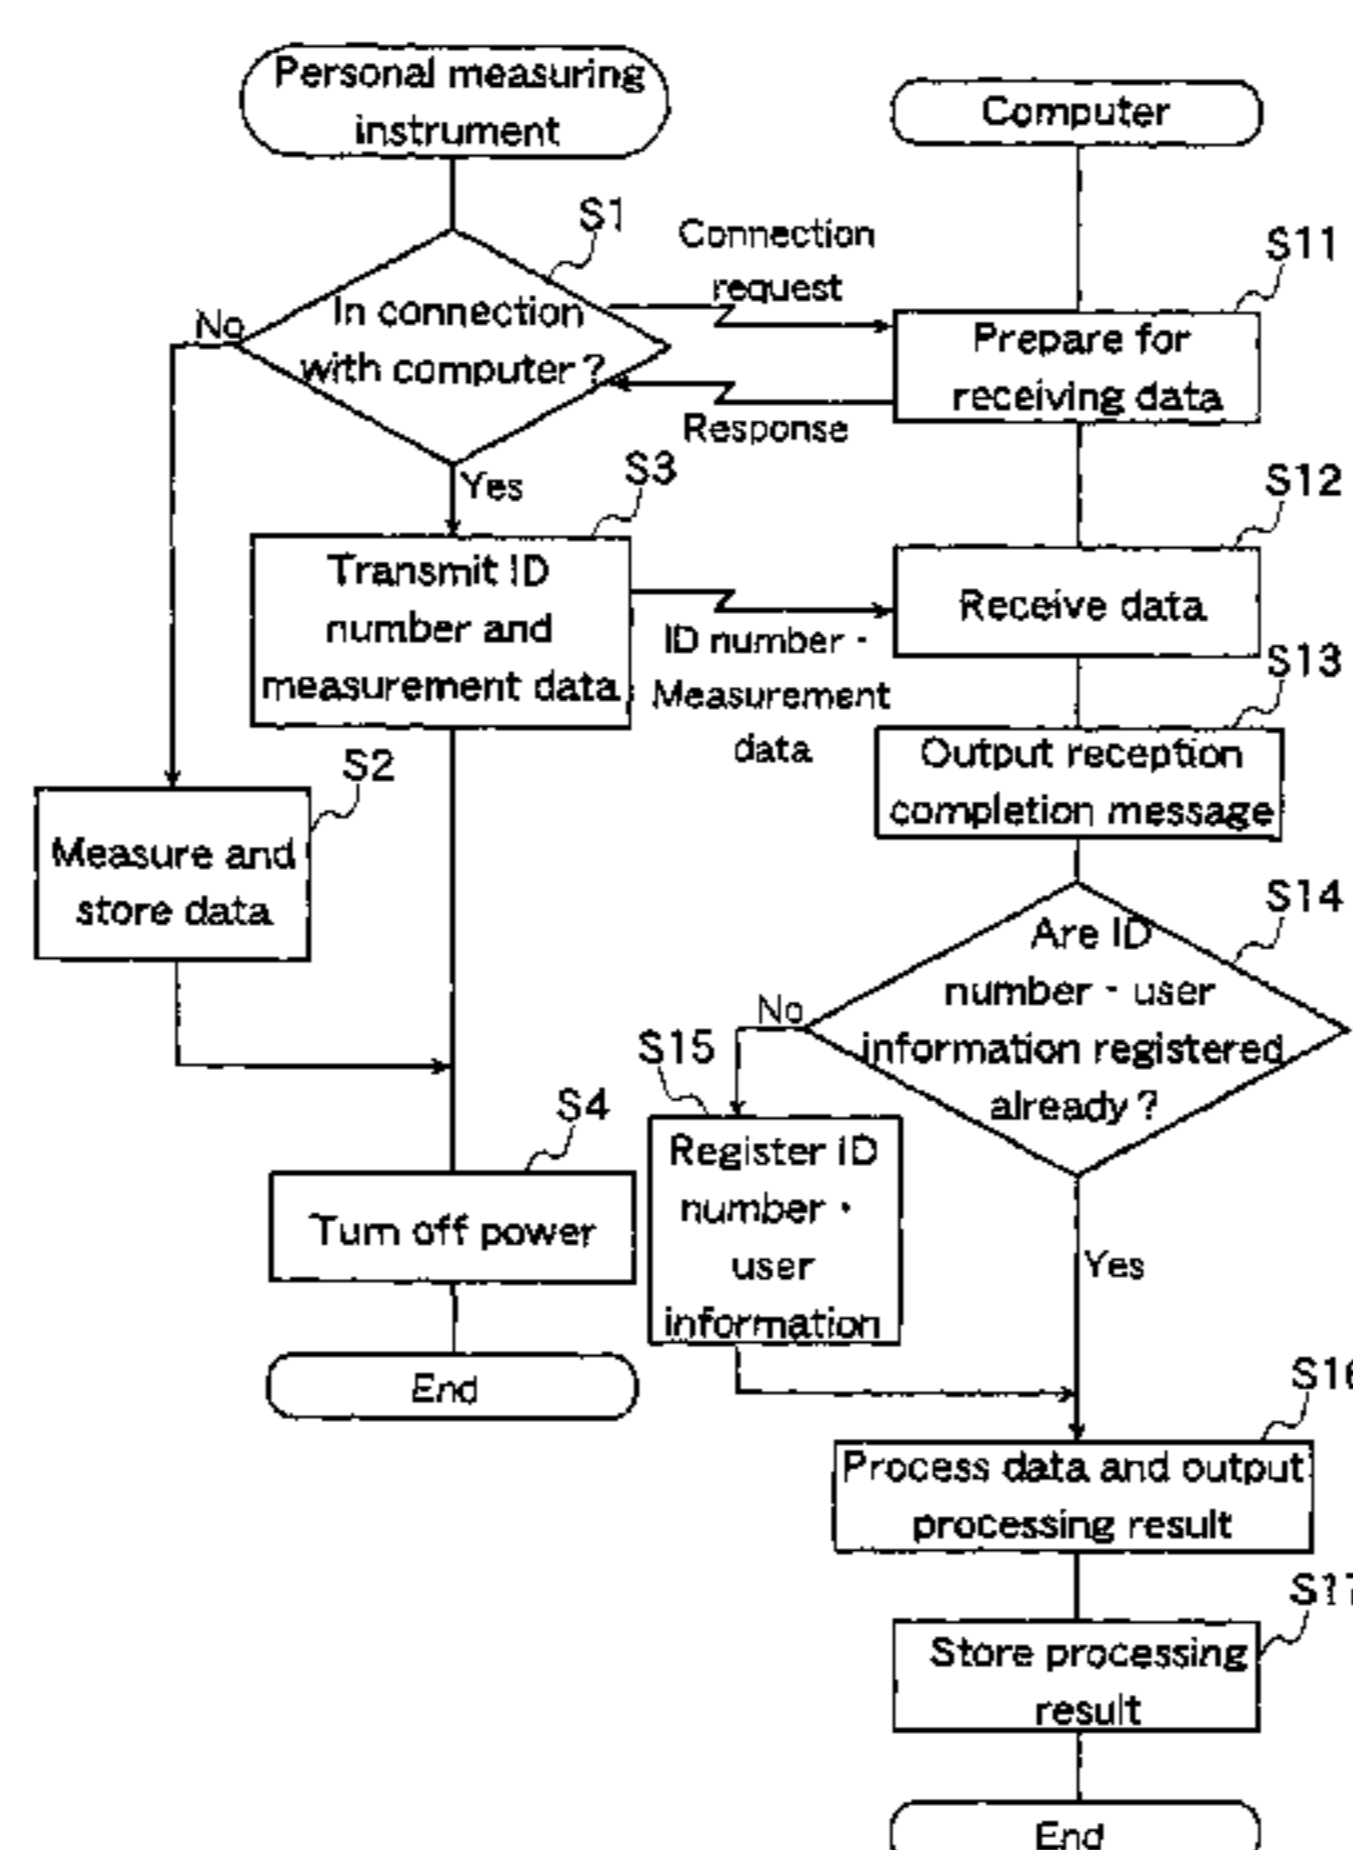 Personal measuring
instrument
Computer
S1
Connection
request
S11
No
In connection
with computer?
Prepare for
receiving data
Response
Yes
S3
S12
Transmit ID
number and
measurement data
Receive data
ID number ·
Measurement
data
S13
Output reception
completion message
S2
Measure and
store data
S14
Are ID
number · user
information registered
already?
No
S15
Register ID
number ·
user
information
Yes
S4
Turn off power
End
S16
Process data and output
processing result
S17
Store processing
result
End